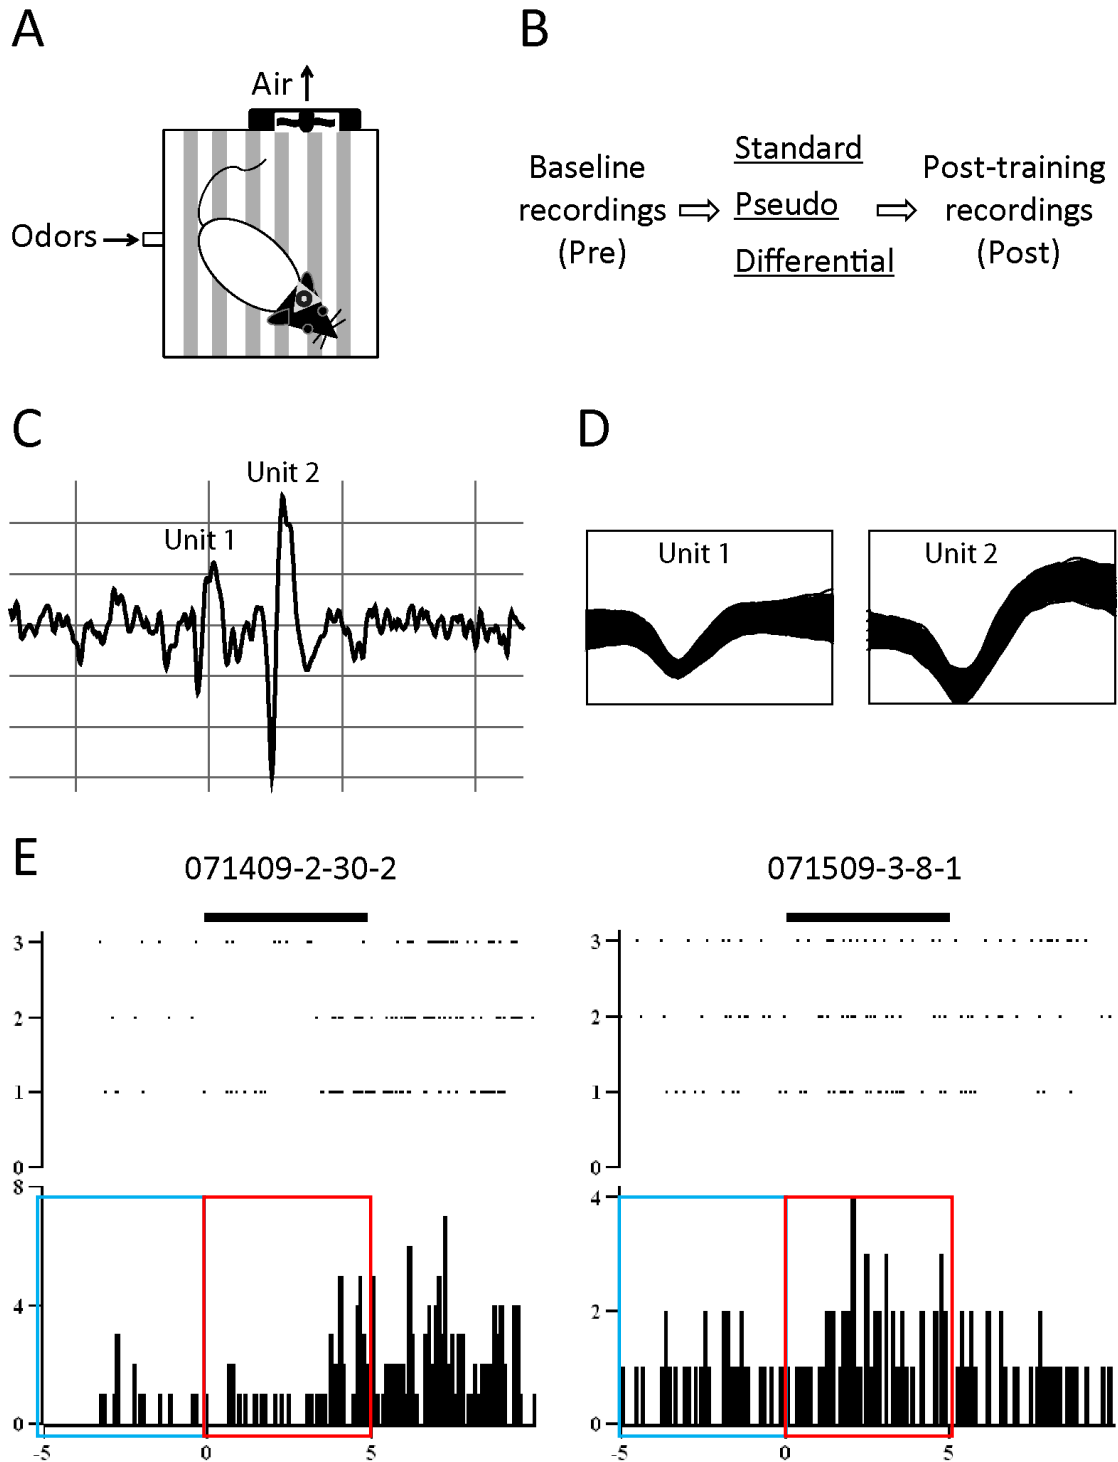 A
Air
Odors
B
Baseline
recordings
(Pre)
Standard
Pseudo
Differential
Post-training
recordings
(Post)
C
Unit 1
Unit 2
D
Unit 1
Unit 2
E
071409-2-30-2
3
2
1
0
8
4
0
-5 0 5
071509-3-8-1
3
2
1
0
4
2
0
-5 0 5